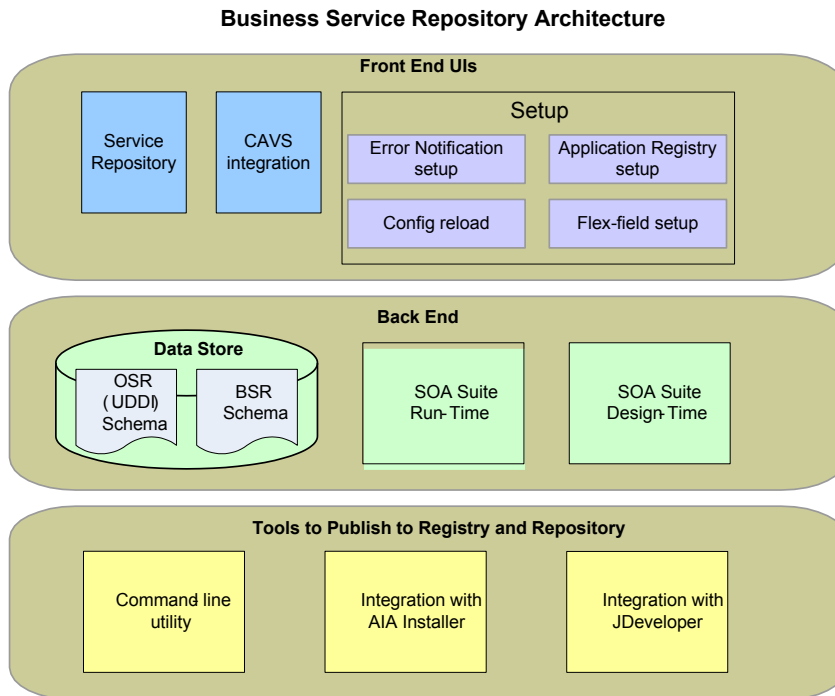 Business Service Repository Architecture
Front End UIs
Service
Repository
CAVS
integration
Setup
Error Notification
setup
Application Registry
setup
Config reload
Flex-field setup
Back End
Data Store
OSR
(UDDI)
Schema
BSR
Schema
SOA Suite
Run-Time
SOA Suite
Design-Time
Tools to Publish to Registry and Repository
Command-line
utility
Integration with
AIA Installer
Integration with
JDeveloper